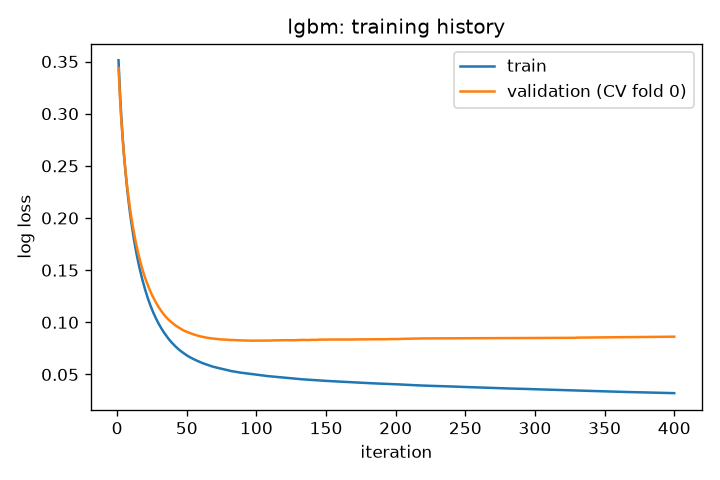 lgbm: training history
train
validation (CV fold 0)
log loss
0.35
0.30
0.25
0.20
0.15
0.10
0.05
0 50 100 150 200 250 300 350 400
iteration